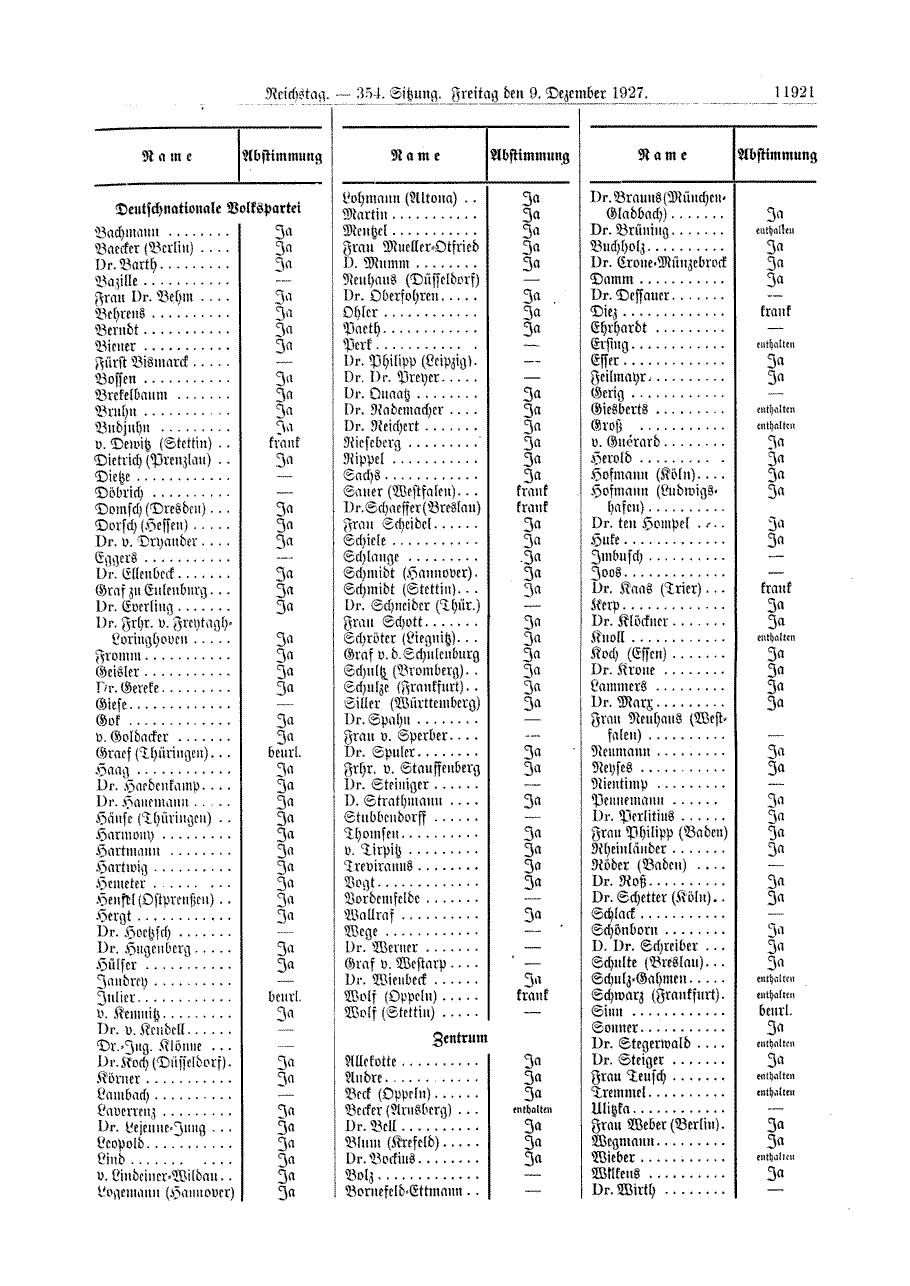 Reichstag. — 354. Sitzung. Freitag den 9. Dezember 1927. 11921
Name Abstimmung
Deutschnationale Volkspartei
Bachmann ........ Ja
Baecker (Berlin) .... Ja
Dr. Barth ......... Ja
Bazille ........... —
Frau Dr. Behm .... Ja
Behrens .......... Ja
Berndt ........... Ja
Biener ........... Ja
Fürst Bismarck ..... —
Bossen ........... Ja
Brekelbaum ....... Ja
Bruhn ........... Ja
Budjuhn ......... Ja
v. Dewitz (Stettin) .. krank
Dietrich (Prenzlau) .. Ja
Dietze ........... —
Döbrich .......... —
Domsch (Dresden) ... Ja
Dorsch (Hessen) ..... Ja
Dr. v. Dryander .... Ja
Eggers ........... —
Dr. Ellenbeck ....... Ja
Graf zu Eulenburg ... Ja
Dr. Everling ....... Ja
Dr. Frhr. v. Freytagh-
Loringhoven ..... Ja
Fromm ........... Ja
Geisler ........... Ja
Dr. Gereke ......... Ja
Giese ............ —
Gok ............. Ja
v. Goldacker ...... Ja
Graef (Thüringen) ... beurl.
Haag ............ Ja
Dr. Haedenkamp .... Ja
Dr. Hanemann ..... Ja
Hänse (Thüringen) .. Ja
Harmony ......... Ja
Hartmann ........ Ja
Hartwig .......... Ja
Hemeter ...... ... Ja
Hensel (Ostpreußen) .. Ja
Hergt ............ Ja
Dr. Hoetzsch ...... —
Dr. Hugenberg ..... Ja
Hülser ........... Ja
Jandrey .......... —
Julier ............ beurl.
v. Kemnitz ......... Ja
Dr. v. Keudell ...... —
Dr.-Ing. Klönne ... —
Dr. Koch (Düsseldorf) . Ja
Körner ........... Ja
Lambach .......... —
Laverrenz ......... Ja
Dr. Lejeune-Jung ... Ja
Leopold ........... Ja
Lind ....... .... Ja
v. Lindeiner-Wildau .. Ja
Logemann (Hannover) Ja
Name Abstimmung
Lohmann (Altona) .. Ja
Martin ........... Ja
Mentzel ........... Ja
Frau Mueller-Otfried Ja
D. Mumm ........ Ja
Neuhaus (Düsseldorf) —
Dr. Oberfohren ..... Ja
Ohler ............ Ja
Paeth ............ Ja
Perk ........... . —
Dr. Philipp (Leipzig) . —
Dr. Dr. Preyer ..... —
Dr. Quaatz ........ Ja
Dr. Rademacher .... Ja
Dr. Reichert ....... Ja
Rieseberg ......... Ja
Rippel ........... Ja
Sachs ............ Ja
Sauer (Westfalen) ... krank
Dr. Schaeffer (Breslau) krank
Frau Scheidel ...... Ja
Schiele ........... Ja
Schlange ......... Ja
Schmidt (Hannover) . Ja
Schmidt (Stettin) ... Ja
Dr. Schneider (Thür.) —
Frau Schott ....... Ja
Schröter (Liegnitz) ... Ja
Graf v. d. Schulenburg Ja
Schultz (Bromberg) .. Ja
Schulze (Frankfurt) .. Ja
Siller (Württemberg) Ja
Dr. Spahn ........ —
Frau v. Sperber .... —
Dr. Spuler ......... Ja
Frhr. v. Stauffenberg Ja
Dr. Steiniger ...... —
D. Strathmann .... Ja
Stubbendorff ...... —
Thomsen .......... Ja
v. Tirpitz ......... Ja
Treviranus ........ Ja
Vogt ............. Ja
Vordemfelde ....... —
Wallraf .......... Ja
Wege ............ —
Dr. Werner ....... —
Graf v. Westarp .... —
Dr. Wienbeck ...... Ja
Wolf (Oppeln) ..... krank
Wolf (Stettin) ..... —
Zentrum
Allekotte .......... Ja
Andre ............ Ja
Beck (Oppeln) ...... Ja
Becker (Arnsberg) ... enthalten
Dr. Bell .......... Ja
Blum (Krefeld) ..... Ja
Dr. Bockius ........ Ja
Bolz ............. —
Bornefeld-Ettmann .. —
Name Abstimmung
Dr. Brauns (München-
Gladbach) ....... Ja
Dr. Brüning ....... enthalten
Buchholz .......... Ja
Dr. Crone-Münzebrock Ja
Damm ........... Ja
Dr. Dessauer ....... —
Diez ............. krank
Ehrhardt ......... —
Ersing ............ enthalten
Esser ............ Ja
Feilmayr .......... Ja
Gerig ............ —
Giesberts ......... enthalten
Groß ......... enthalten
v. Guérard ........ Ja
Herold ......... . Ja
Hofmann (Köln) .... Ja
Hofmann (Ludwigs- Ja
hafen) ..........
Dr. ten Hompel .... Ja
Huke ............ Ja
Imbusch .......... —
Joos ............. —
Dr. Kaas (Trier) ... krank
Kerp ............. Ja
Dr. Klöckner ....... Ja
Knoll ............ enthalten
Koch (Essen) ....... Ja
Dr. Krone ........ Ja
Lammers ......... Ja
Dr. Marx ......... Ja
Frau Neuhaus (West-
falen) .......... —
Neumann ......... Ja
Neyses ........... Ja
Nientimp ......... —
Pennemann ...... Ja
Dr. Perlitius ...... Ja
Frau Philipp (Baden) Ja
Rheinländer ....... Ja
Röder (Baden) .... —
Dr. Roß .......... Ja
Dr. Schetter (Köln) .. Ja
Schlack ........... —
Schönborn ........ Ja
D. Dr. Schreiber ... Ja
Schulte (Breslau) ... Ja
Schulz-Gahmen ..... enthalten
Schwarz (Frankfurt) . enthalten
Sinn ............ beurl.
Sonner ........... Ja
Dr. Stegerwald .... enthalten
Dr. Steiger ....... Ja
Frau Teusch ....... enthalten
Tremmel .......... enthalten
Ulitzka ............ —
Frau Weber (Berlin) . Ja
Wegmann ......... Ja
Wieber ........... enthalten
Wilkens .......... Ja
Dr. Wirth ........ —